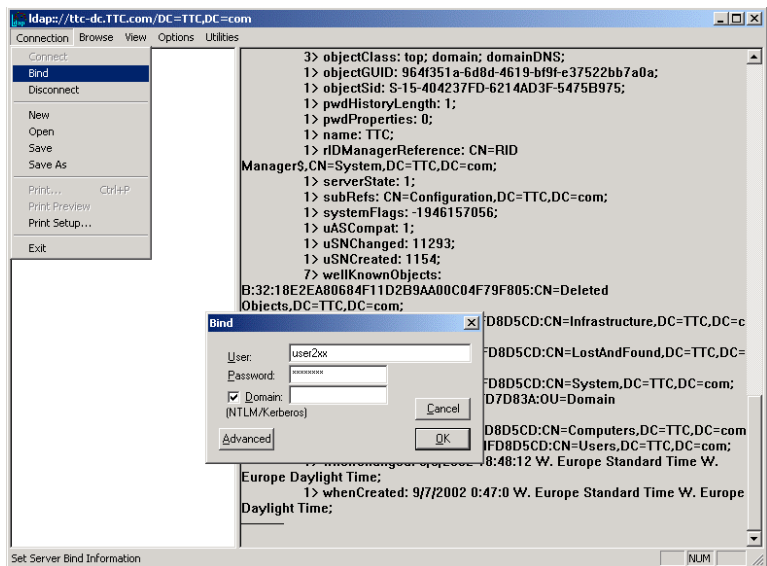 ldap://ttc-dc.TTC.com/DC=TTC,DC=com
Connection Browse View Options Utilities
Connect
Bind
Disconnect
New
Open
Save
Save As
Print... Ctrl+P
Print Preview
Print Setup...
Exit
3> objectClass: top; domain; domainDNS;
1> objectGUID: 964f351a-6d8d-4619-bf9f-e37522bb7a0a;
1> objectSid: S-15-404237FD-6214AD3F-5475B975;
1> pwdHistoryLength: 1;
1> pwdProperties: 0;
1> name: TTC;
1> rIDManagerReference: CN=RID
Manager$,CN=System,DC=TTC,DC=com;
1> serverState: 1;
1> subRefs: CN=Configuration,DC=TTC,DC=com;
1> systemFlags: -1946157056;
1> uASCompat: 1;
1> uSNChanged: 11293;
1> uSNCreated: 1154;
7> wellKnownObjects:
B:32:18E2EA80684F11D2B9AA00C04F79F805:CN=Deleted
Objects,DC=TTC,DC=com;
FD8D5CD:CN=Infrastructure,DC=TTC,DC=c
FD8D5CD:CN=LostAndFound,DC=TTC,DC=
FD8D5CD:CN=System,DC=TTC,DC=com;
D7D83A:OU=Domain
D8D5CD:CN=Computers,DC=TTC,DC=com
FD8D5CD:CN=Users,DC=TTC,DC=com;
18:48:12 W. Europe Standard Time W.
Europe Daylight Time;
1> whenCreated: 9/7/2002 0:47:0 W. Europe Standard Time W. Europe
Daylight Time;
Bind
User: user2xx
Password: xxxxxxxx
Domain:
(NTLM/Kerberos)
Cancel
Advanced
OK
Set Server Bind Information
NUM